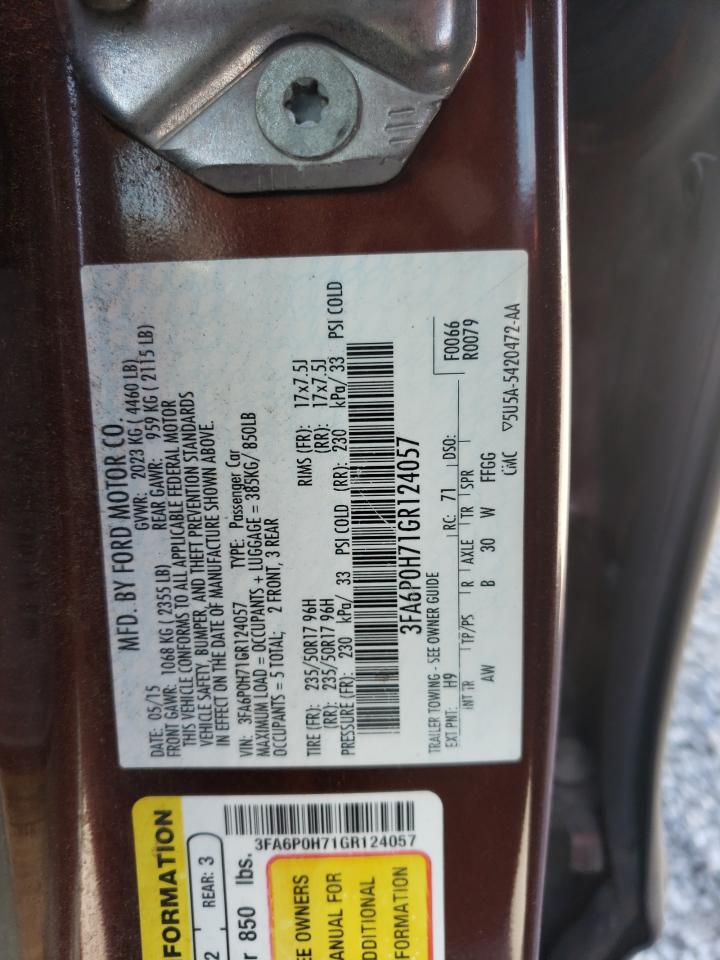 MFD. BY FORD MOTOR CO.
DATE: 05/15 GVWR: 2023 KG ( 4460 LB)
FRONT GAWR: 1068 KG ( 2355 LB) REAR GAWR: 959 KG ( 2115 LB)
THIS VEHICLE CONFORMS TO ALL APPLICABLE FEDERAL MOTOR
VEHICLE SAFETY, BUMPER, AND THEFT PREVENTION STANDARDS
IN EFFECT ON THE DATE OF MANUFACTURE SHOWN ABOVE.
VIN: 3FA6P0H71GR124057 TYPE: Passenger Car
MAXIMUM LOAD = OCCUPANTS + LUGGAGE = 385KG/ 850LB
OCCUPANTS = 5 TOTAL; 2 FRONT, 3 REAR
TIRE (FR): 235/50R17 96H RIMS (FR): 17x7.5J
(RR): 235/50R17 96H (RR): 17x7.5J
PRESSURE (FR): 230 kPa/ 33 PSI COLD (RR): 230 kPa/ 33 PSI COLD
3FA6P0H71GR124057
TRAILER TOWING - SEE OWNER GUIDE F0066
EXT PNT: H9 RC: 71 DSO: R0079
INT TR TP/PS R AXLE TR SPR
AW B 30 W FFGG
CIMC ▽5U5A-5420472-AA
FORMATION
2 REAR: 3
r 850 lbs.
3FA6P0H71GR124057
EE OWNERS
ANUAL FOR
DDITIONAL
FORMATION